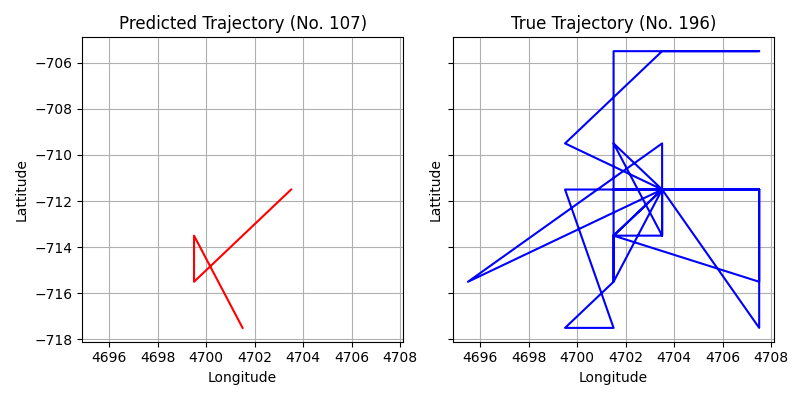 Predicted Trajectory (No. 107)
True Trajectory (No. 196)
−706
−708
−710
−712
−714
−716
−718
Lattitude
Lattitude
4696 4698 4700 4702 4704 4706 4708
4696 4698 4700 4702 4704 4706 4708
Longitude
Longitude